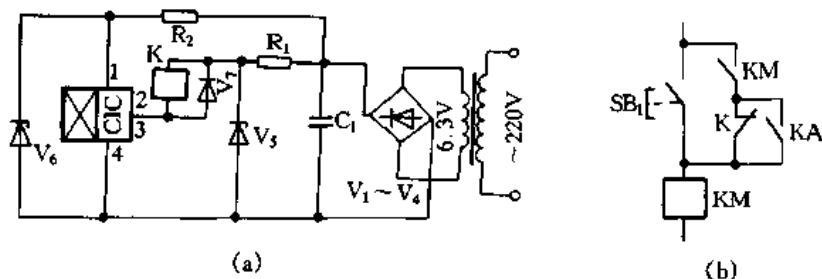 R₂
K
R₁
V₇
1
2
3
4
CIC
V₆
V₅
C₁
6.3V
~220V
V₁~V₄
(a)
KM
SB₁
K
KA
KM
(b)